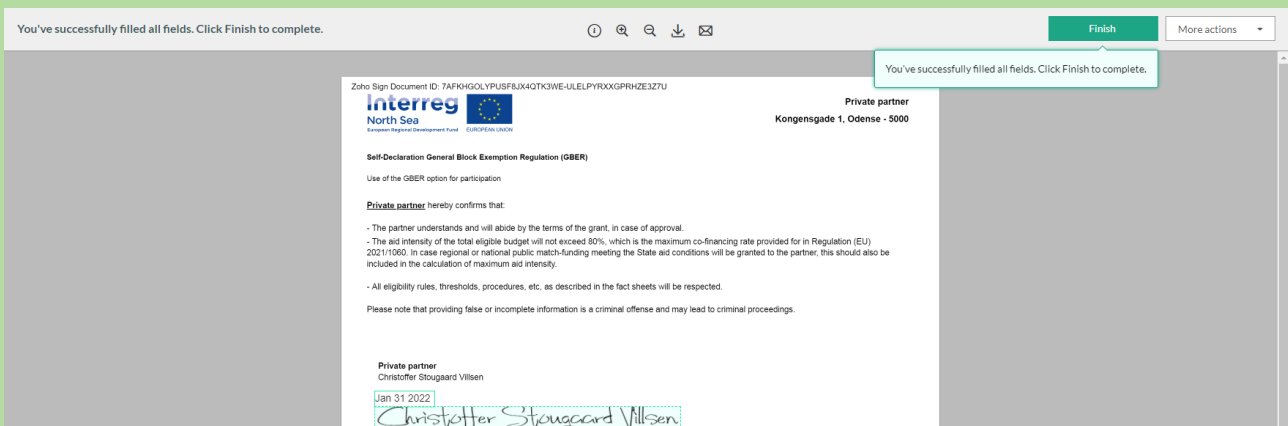 You've successfully filled all fields. Click Finish to complete.
Finish
More actions
You've successfully filled all fields. Click Finish to complete.
Zoho Sign Document ID: 7AFKHGOLYPUSF8JX4QTK3WE-ULELPYRXXGPRHZE3Z7U
Interreg
North Sea
European Regional Development Fund EUROPEAN UNION
Private partner
Kongensgade 1, Odense - 5000
Self-Declaration General Block Exemption Regulation (GBER)
Use of the GBER option for participation
Private partner hereby confirms that:
- The partner understands and will abide by the terms of the grant, in case of approval.
- The aid intensity of the total eligible budget will not exceed 80%, which is the maximum co-financing rate provided for in Regulation (EU)
2021/1060. In case regional or national public match-funding meeting the State aid conditions will be granted to the partner, this should also be
included in the calculation of maximum aid intensity.
- All eligibility rules, thresholds, procedures, etc, as described in the fact sheets will be respected.
Please note that providing false or incomplete information is a criminal offense and may lead to criminal proceedings.
Private partner
Christoffer Stougaard Villsen
Jan 31 2022
Christoffer Stougaard Villsen